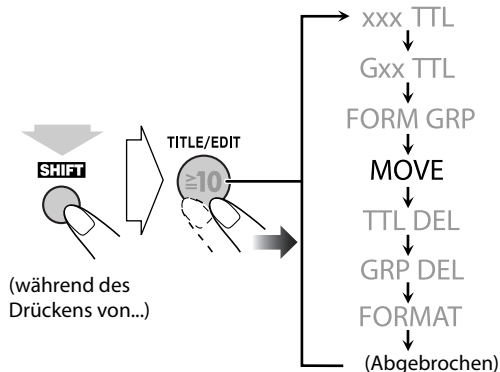 xxx TTL
Gxx TTL
FORM GRP
MOVE
TTL DEL
GRP DEL
FORMAT
(Abgebrochen)
SHIFT
TITLE/EDIT
≧10
(während des
Drückens von...)